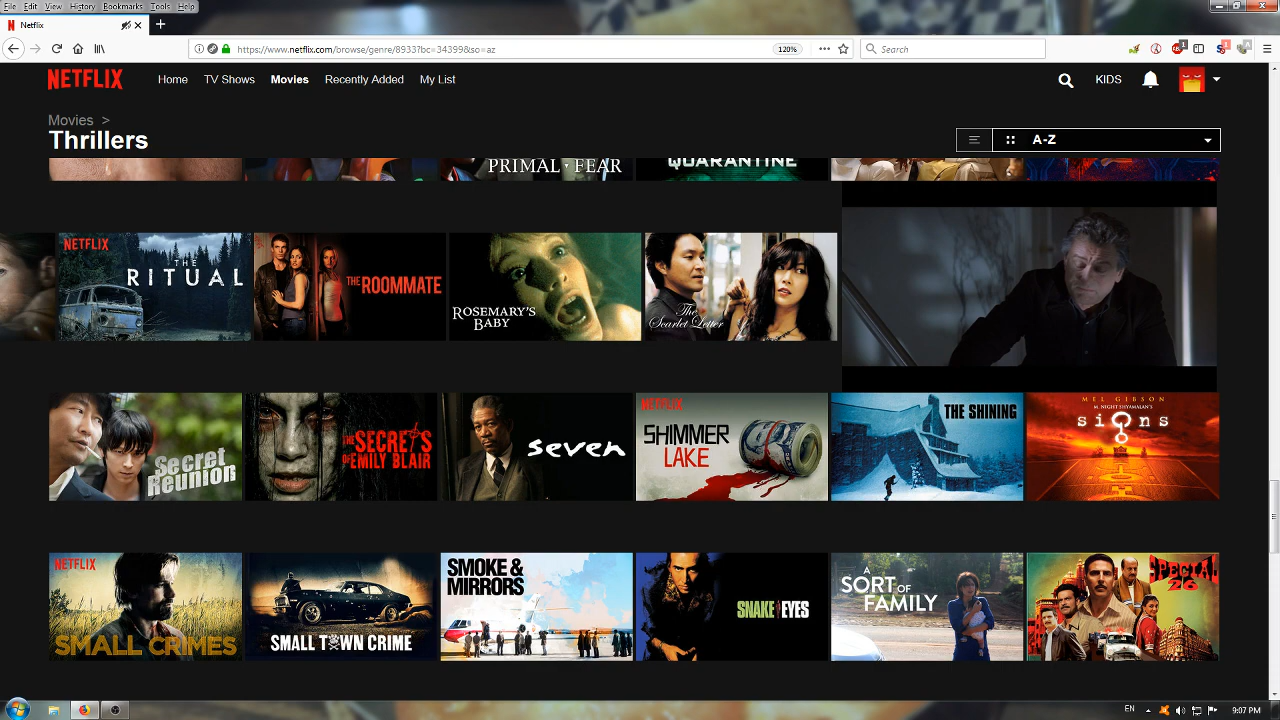 File Edit View History Bookmarks Tools Help
Netflix
https://www.netflix.com/browse/genre/8933?bc=34399&so=az
120%
Search
NETFLIX
Home
TV Shows
Movies
Recently Added
My List
KIDS
Movies >
Thrillers
A-Z
PRIMAL FEAR
QUARANTINE
NETFLIX
THE
RITUAL
THE ROOMMATE
ROSEMARY'S
BABY
The
Scarlet Letter
Secret
Reunion
THE SECRETS
OF EMILY BLAIR
seven
NETFLIX
SHIMMER
LAKE
THE SHINING
MEL GIBSON
M. NIGHT SHYAMALAN'S
signs
NETFLIX
SMALL CRIMES
SMALL TOWN CRIME
SMOKE &
MIRRORS
SNAKE EYES
A
SORT OF
FAMILY
SPECIAL
26
EN
9:07 PM